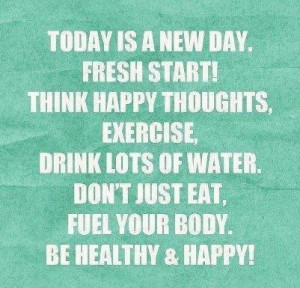 TODAY IS A NEW DAY.
FRESH START!
THINK HAPPY THOUGHTS,
EXERCISE,
DRINK LOTS OF WATER.
DON'T JUST EAT,
FUEL YOUR BODY.
BE HEALTHY & HAPPY!